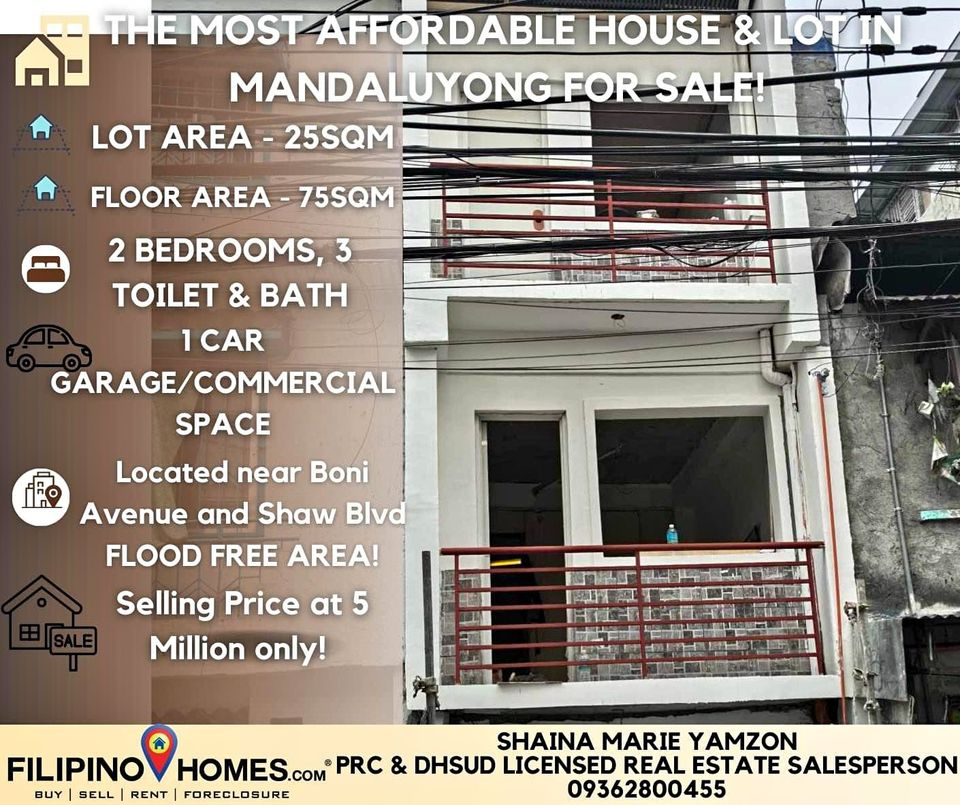 THE MOST AFFORDABLE HOUSE & LOT IN
MANDALUYONG FOR SALE!
LOT AREA - 25SQM
FLOOR AREA - 75SQM
2 BEDROOMS, 3
TOILET & BATH
1 CAR
GARAGE/COMMERCIAL
SPACE
Located near Boni
Avenue and Shaw Blvd
FLOOD FREE AREA!
SALE
Selling Price at 5
Million only!
FILIPINO HOMES.COM®
BUY | SELL | RENT | FORECLOSURE
SHAINA MARIE YAMZON
PRC & DHSUD LICENSED REAL ESTATE SALESPERSON
09362800455